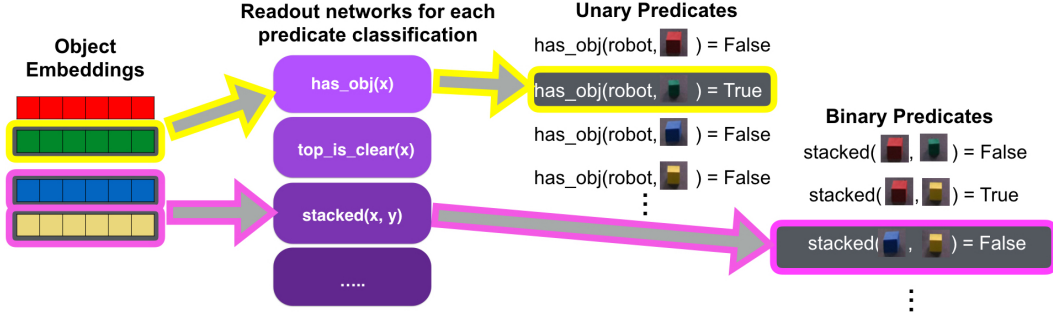 Object
Embeddings
Readout networks for each
predicate classification
has_obj(x)
top_is_clear(x)
stacked(x, y)
.....
Unary Predicates
has_obj(robot, ) = False
has_obj(robot, ) = True
has_obj(robot, ) = False
has_obj(robot, ) = False
⋮
Binary Predicates
stacked( , ) = False
stacked( , ) = True
stacked( , ) = False
⋮